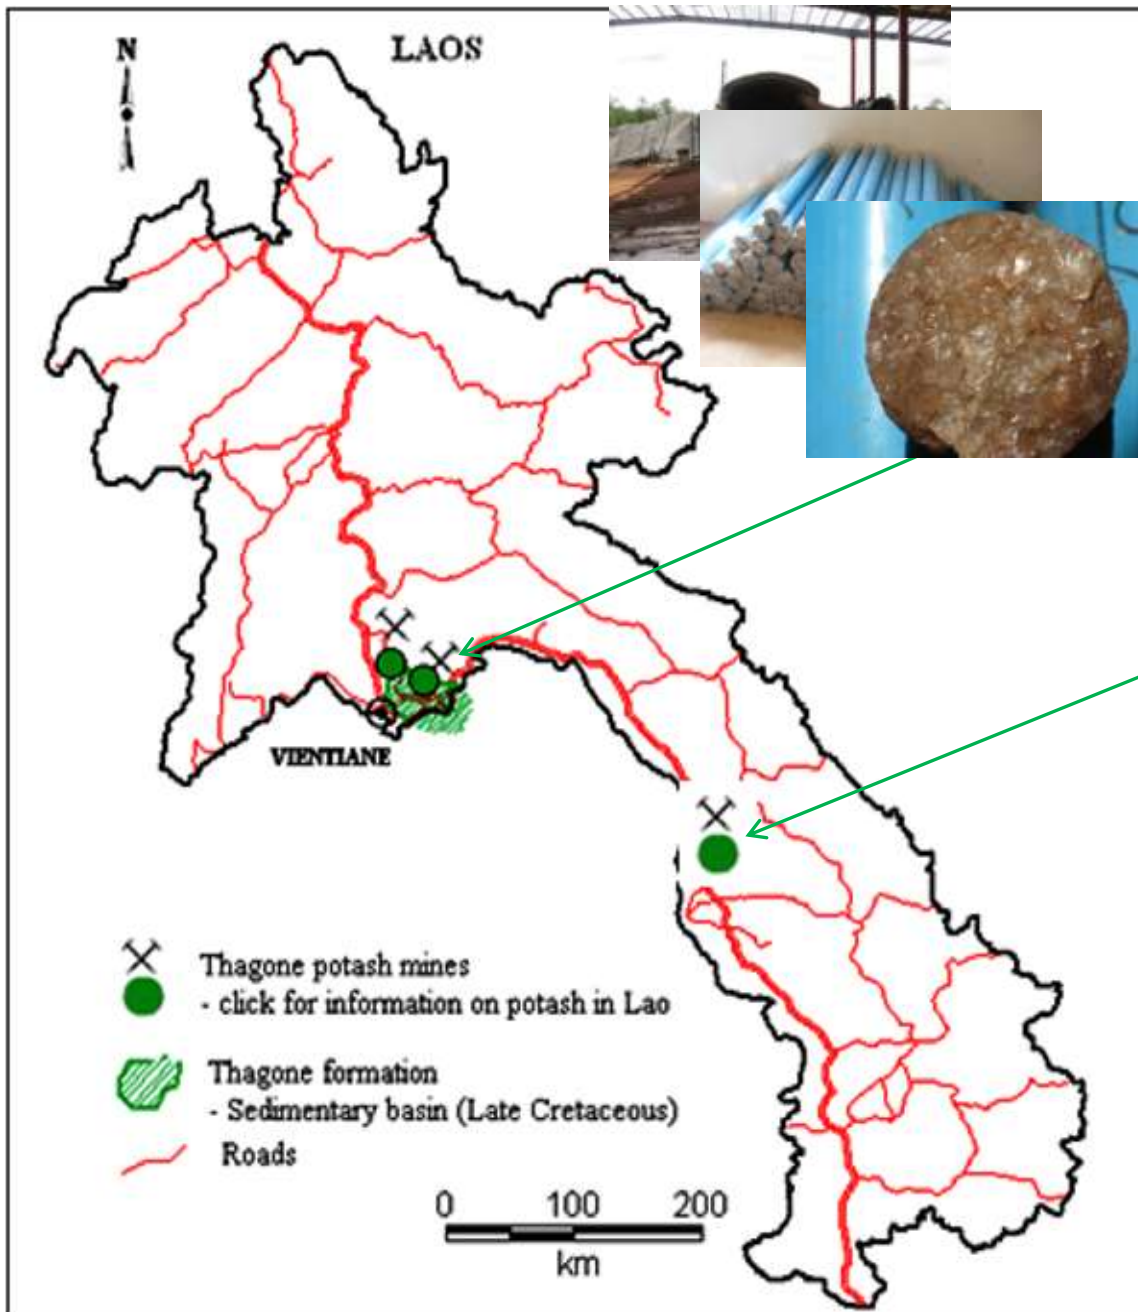 N
LAOS
VIENTIANE
Thagone potash mines
- click for information on potash in Lao
Thagone formation
- Sedimentary basin (Late Cretaceous)
Roads
0 100 200
km